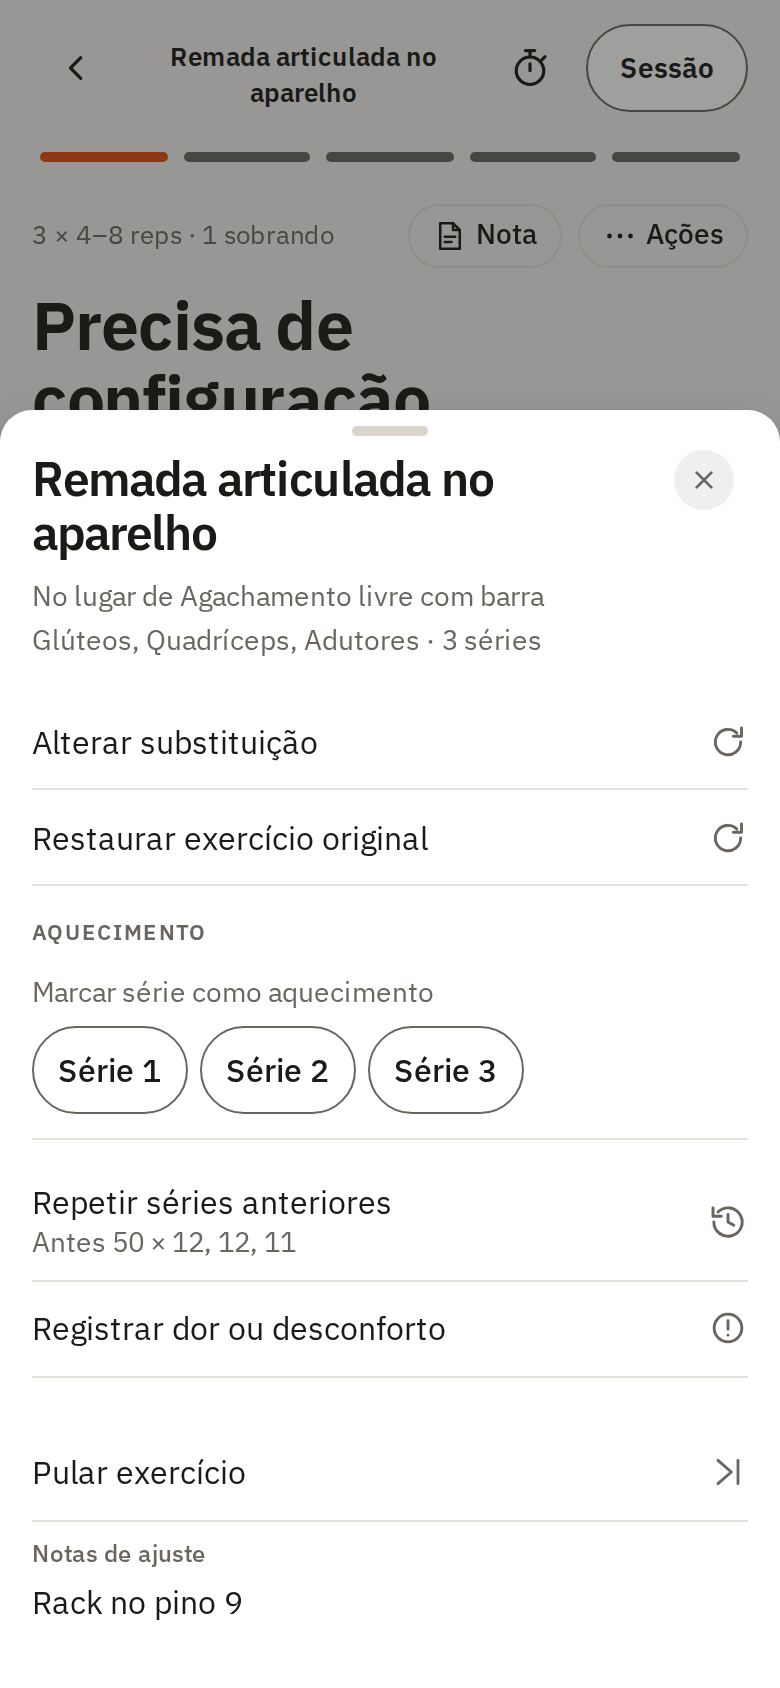 Remada articulada no
aparelho
Sessão
3 × 4–8 reps · 1 sobrando
Nota
Ações
Precisa de
configuração
Remada articulada no
aparelho
No lugar de Agachamento livre com barra
Glúteos, Quadríceps, Adutores · 3 séries
Alterar substituição
Restaurar exercício original
AQUECIMENTO
Marcar série como aquecimento
Série 1
Série 2
Série 3
Repetir séries anteriores
Antes 50 × 12, 12, 11
Registrar dor ou desconforto
Pular exercício
Notas de ajuste
Rack no pino 9